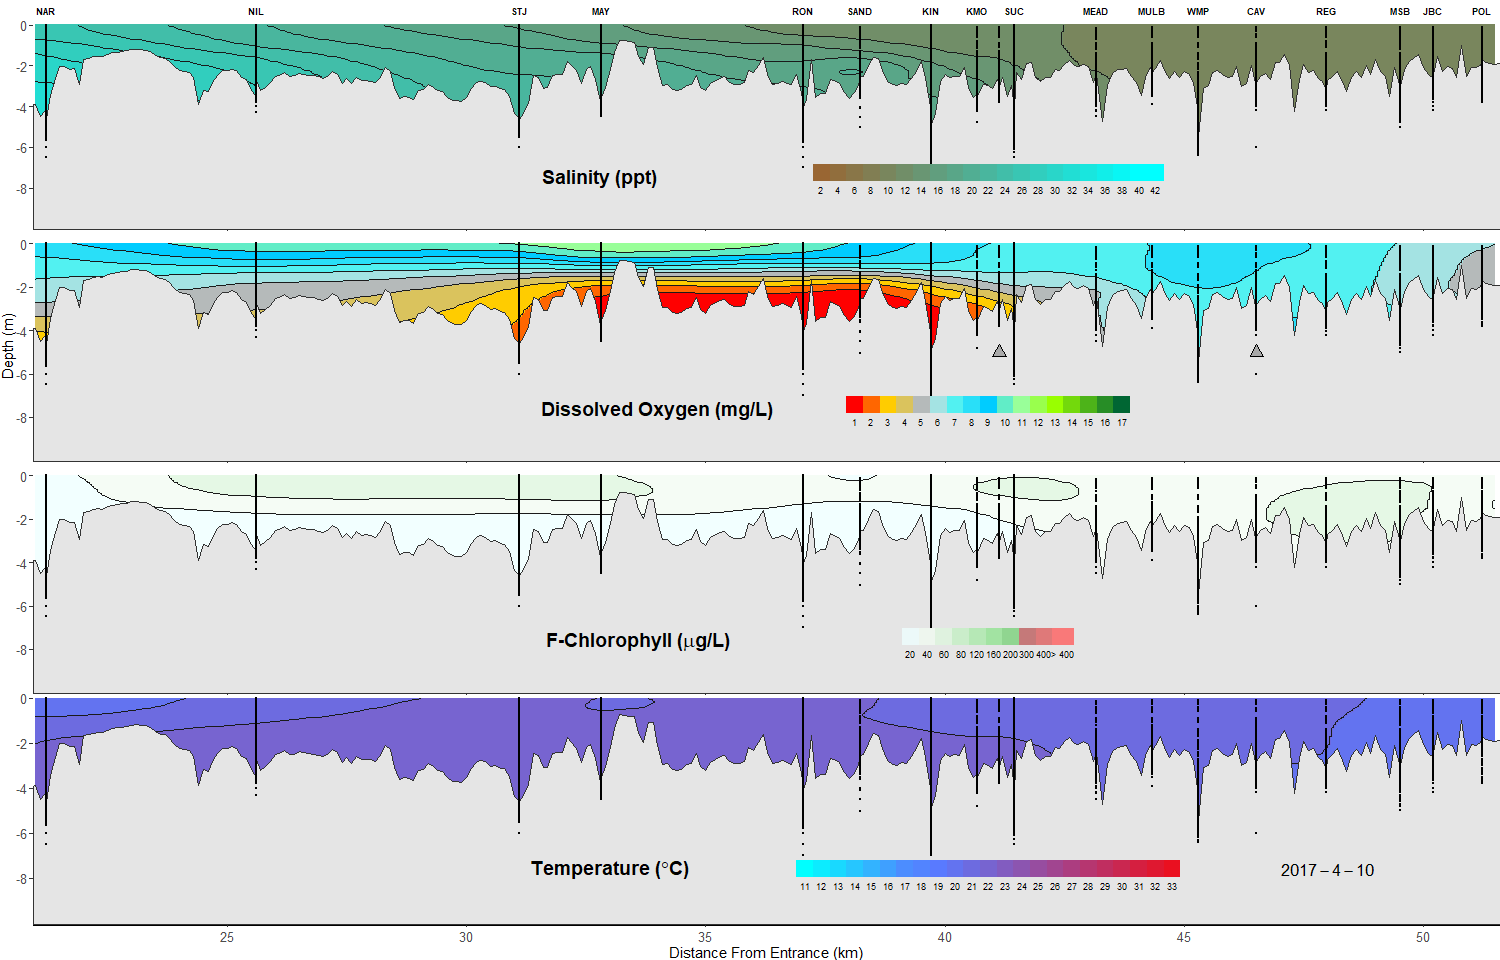 NAR NIL STJ MAY RON SAND KIN KMO SUC MEAD MULB WMP CAV REG MSB JBC POL
0
-2
-4
-6
-8
Salinity (ppt)
2 4 6 8 10 12 14 16 18 20 22 24 26 28 30 32 34 36 38 40 42
0
-2
-4
-6
-8
Depth (m)
Dissolved Oxygen (mg/L)
1 2 3 4 5 6 7 8 9 10 11 12 13 14 15 16 17
0
-2
-4
-6
-8
F-Chlorophyll (μg/L)
20 40 60 80 120 160 200 300 400> 400
0
-2
-4
-6
-8
Temperature (°C)
11 12 13 14 15 16 17 18 19 20 21 22 23 24 25 26 27 28 29 30 31 32 33
2017 – 4 – 10
25 30 35 40 45 50
Distance From Entrance (km)